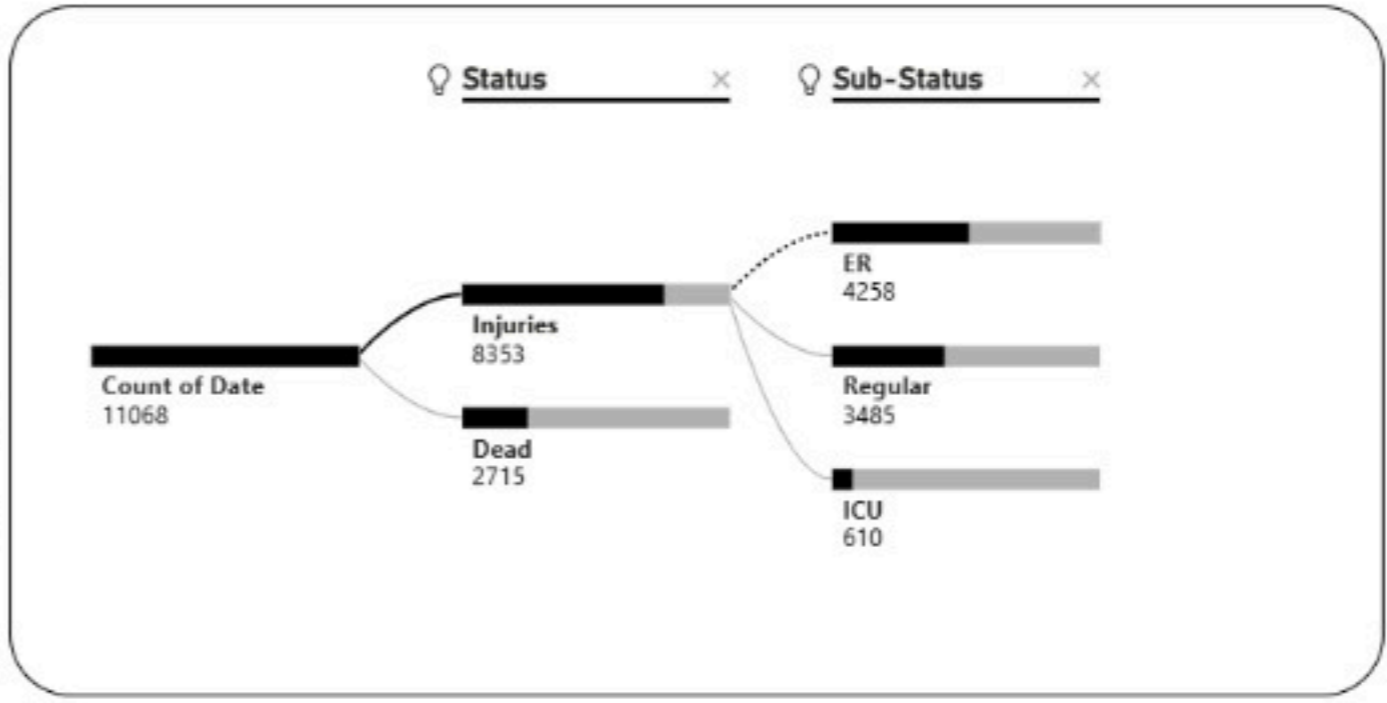 Status
Sub-Status
Count of Date
11068
Injuries
8353
Dead
2715
ER
4258
Regular
3485
ICU
610